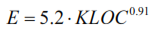 E = 5.2 · KLOC^0.91